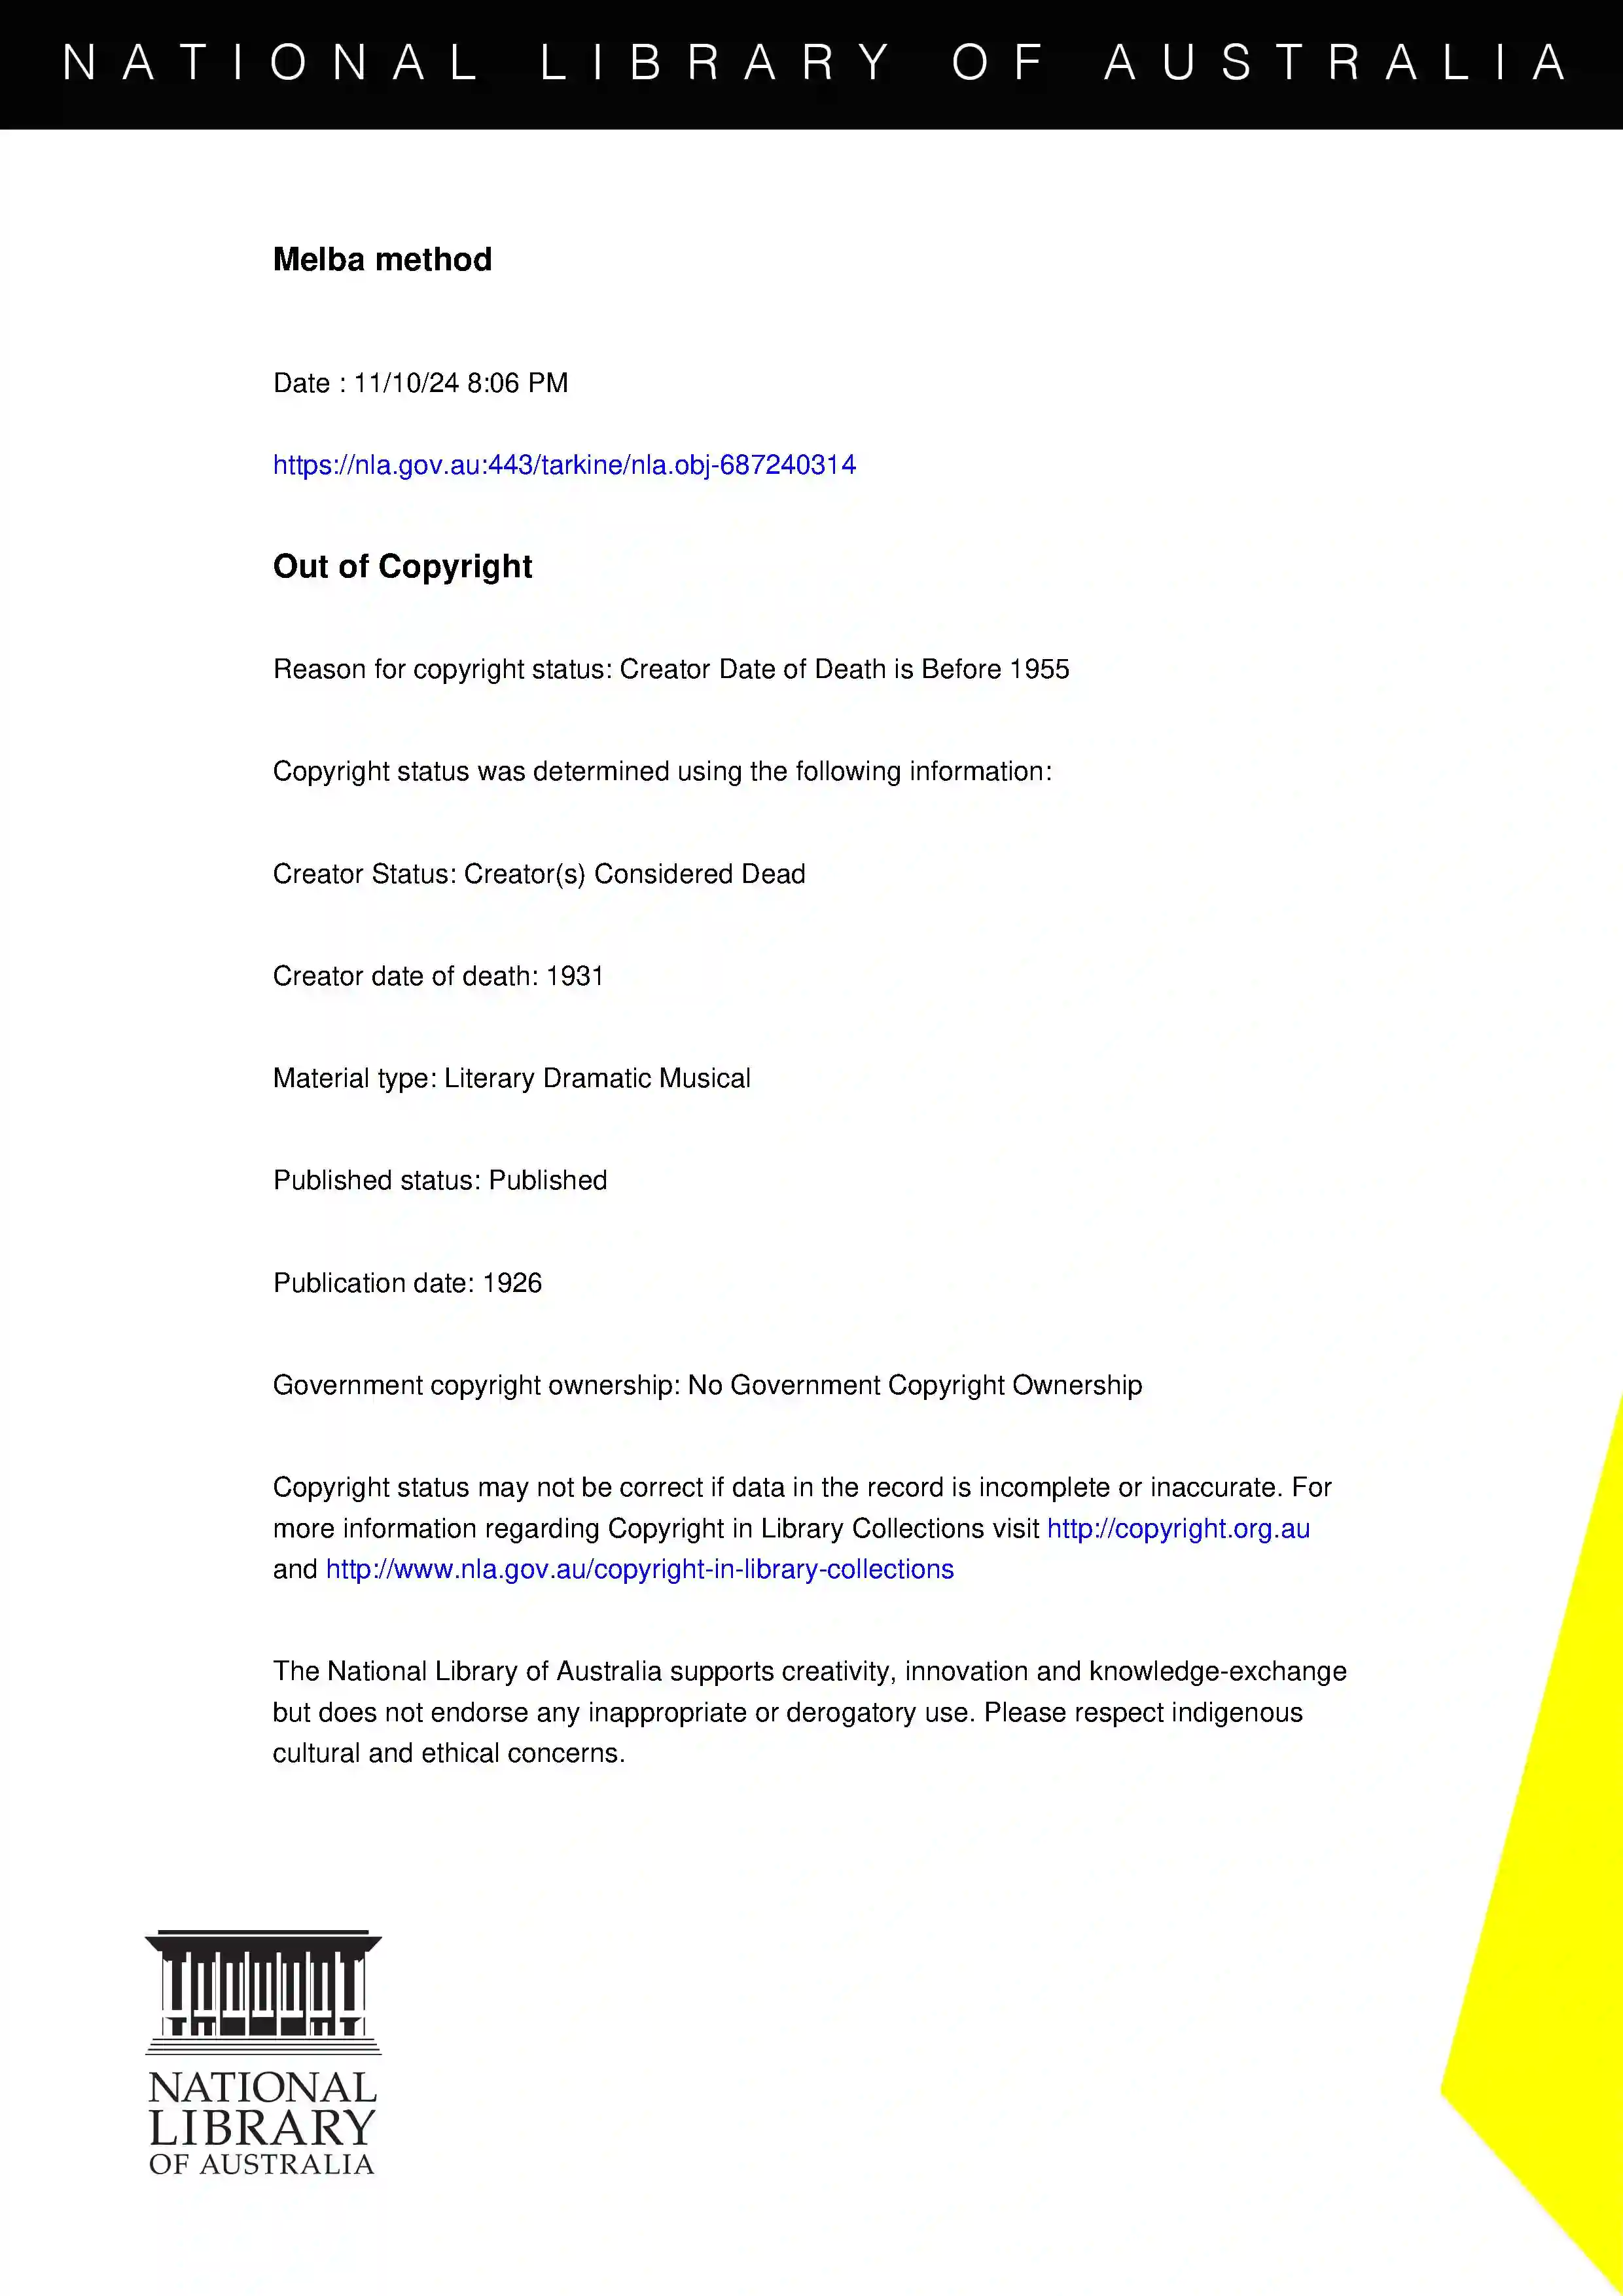 NATIONAL LIBRARY OF AUSTRALIA
Melba method
Date : 11/10/24 8:06 PM
https://nla.gov.au:443/tarkine/nla.obj-687240314
Out of Copyright
Reason for copyright status: Creator Date of Death is Before 1955
Copyright status was determined using the following information:
Creator Status: Creator(s) Considered Dead
Creator date of death: 1931
Material type: Literary Dramatic Musical
Published status: Published
Publication date: 1926
Government copyright ownership: No Government Copyright Ownership
Copyright status may not be correct if data in the record is incomplete or inaccurate. For
more information regarding Copyright in Library Collections visit http://copyright.org.au
and http://www.nla.gov.au/copyright-in-library-collections
The National Library of Australia supports creativity, innovation and knowledge-exchange
but does not endorse any inappropriate or derogatory use. Please respect indigenous
cultural and ethical concerns.
NATIONAL
LIBRARY
OF AUSTRALIA